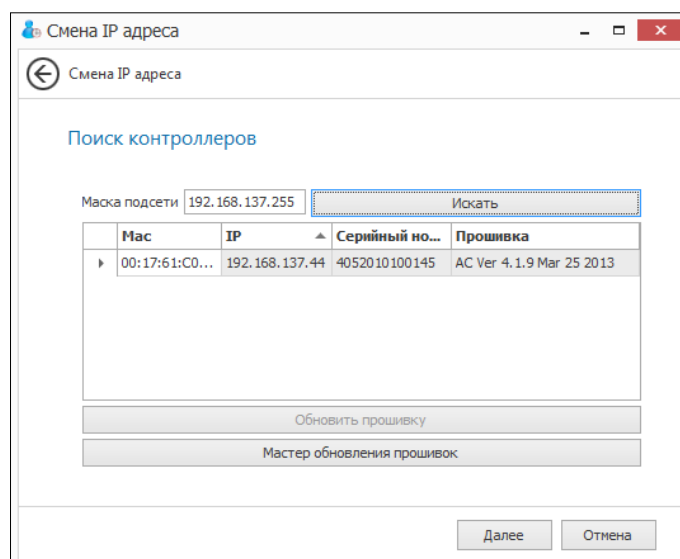 Смена IP адреса
Смена IP адреса
Поиск контроллеров
Маска подсети 192.168.137.255 Искать
Mac IP Серийный но... Прошивка
00:17:61:C0... 192.168.137.44 4052010100145 AC Ver 4.1.9 Mar 25 2013
Обновить прошивку
Мастер обновления прошивок
Далее Отмена